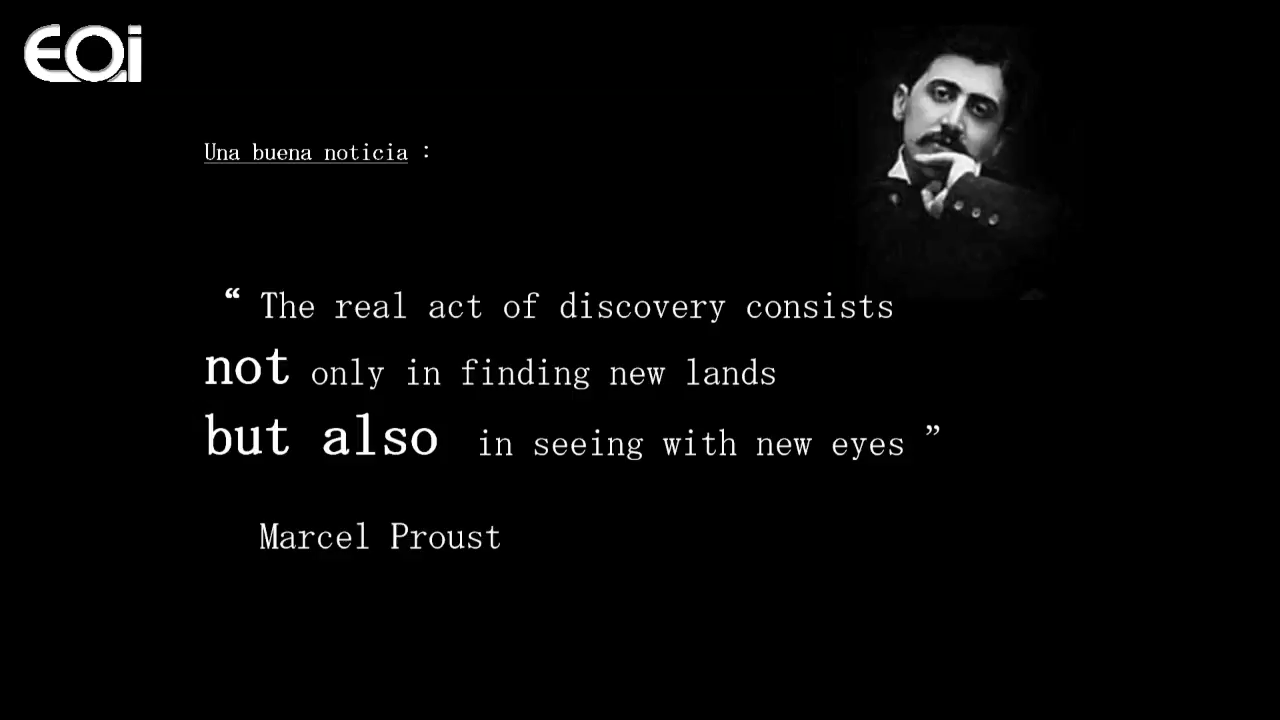 EOi
Una buena noticia :
“ The real act of discovery consists
not only in finding new lands
but also in seeing with new eyes ”
Marcel Proust